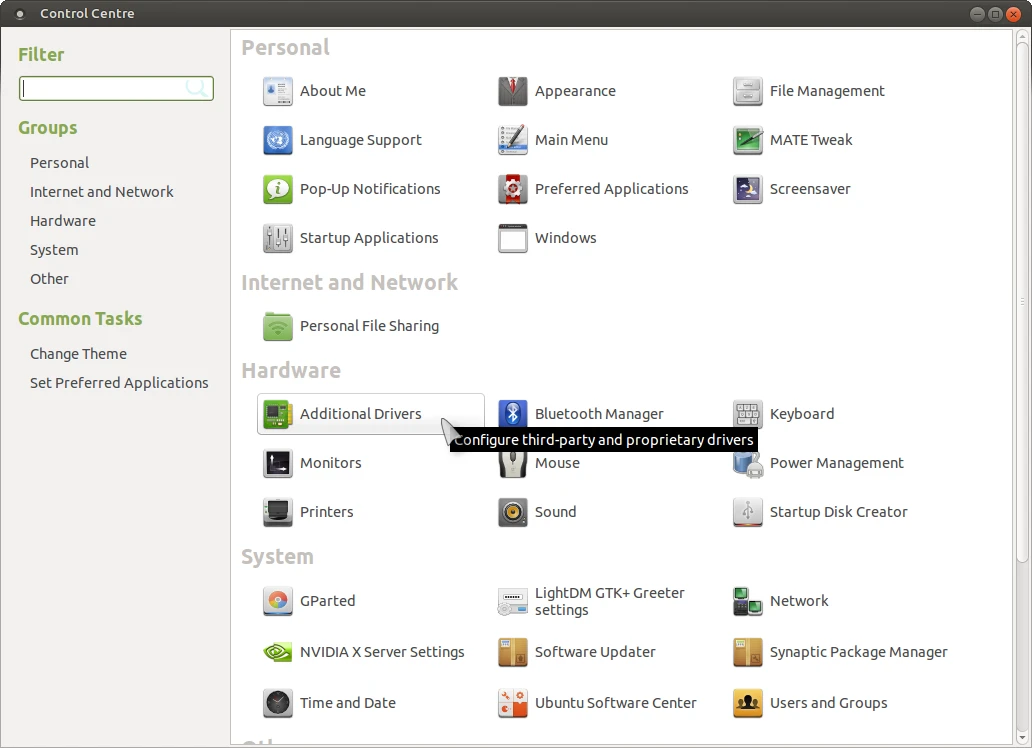 Control Centre
Filter
Groups
Personal
Internet and Network
Hardware
System
Other
Common Tasks
Change Theme
Set Preferred Applications
Personal
About Me
Appearance
File Management
Language Support
Main Menu
MATE Tweak
Pop-Up Notifications
Preferred Applications
Screensaver
Startup Applications
Windows
Internet and Network
Personal File Sharing
Hardware
Additional Drivers
Bluetooth Manager
Keyboard
Configure third-party and proprietary drivers
Monitors
Mouse
Power Management
Printers
Sound
Startup Disk Creator
System
GParted
LightDM GTK+ Greeter
settings
Network
NVIDIA X Server Settings
Software Updater
Synaptic Package Manager
Time and Date
Ubuntu Software Center
Users and Groups